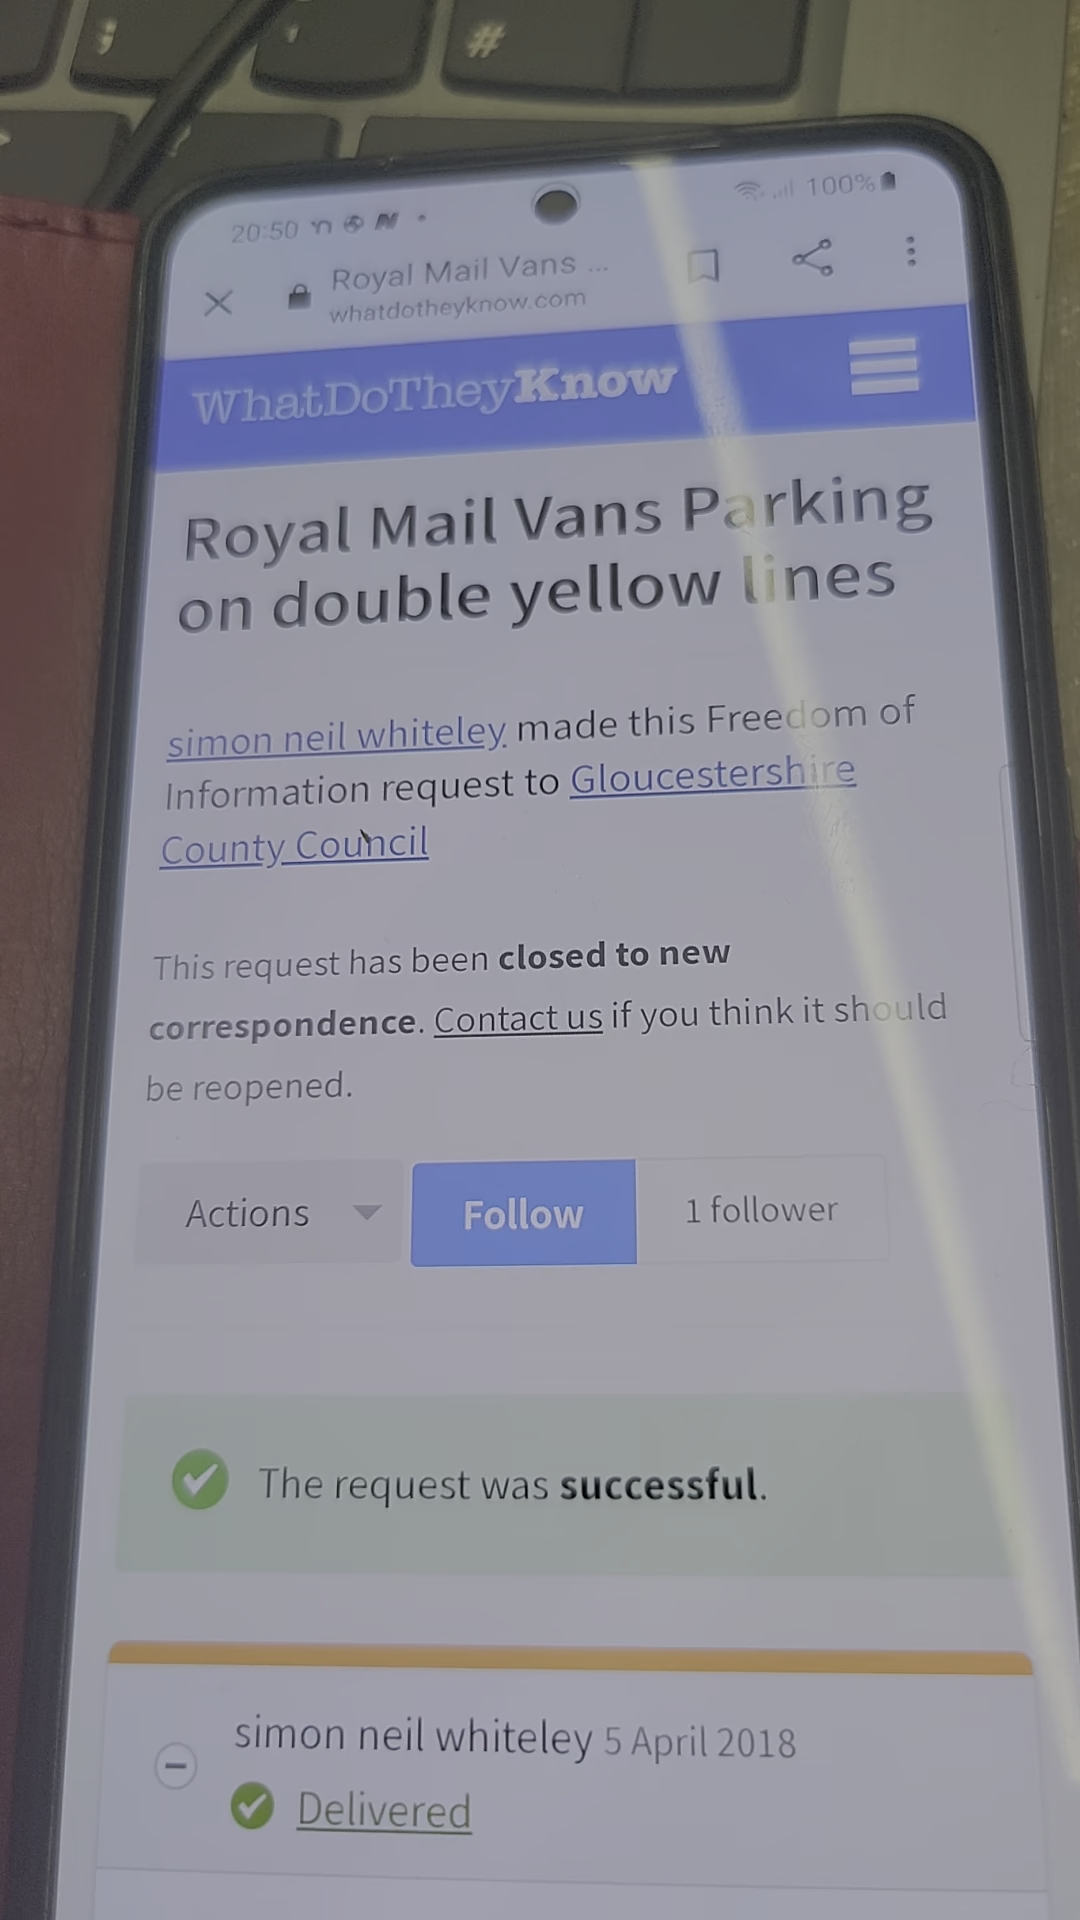 ;
'
#
20:50
100%
Royal Mail Vans ...
whatdotheyknow.com
WhatDoTheyKnow
Royal Mail Vans Parking
on double yellow lines
simon neil whiteley made this Freedom of
Information request to Gloucestershire
County Council
This request has been closed to new
correspondence. Contact us if you think it should
be reopened.
Actions
Follow
1 follower
The request was successful.
simon neil whiteley 5 April 2018
Delivered